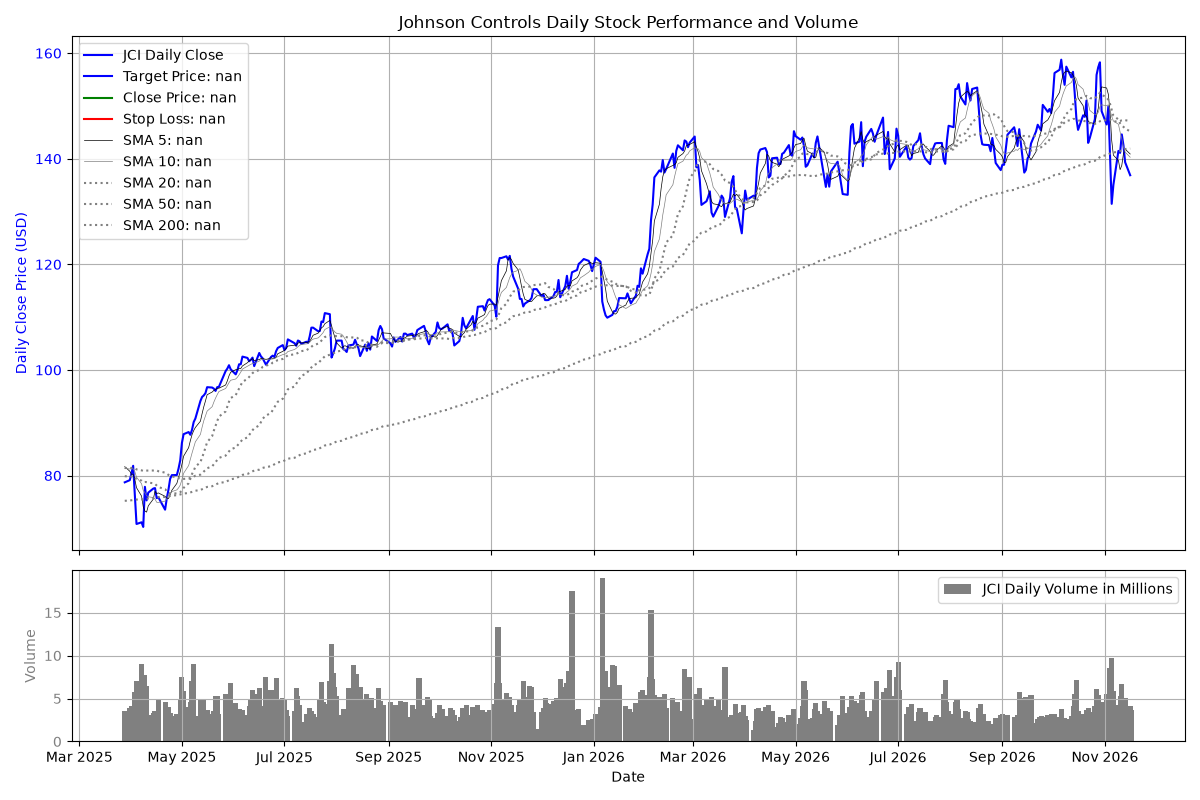 Johnson Controls Daily Stock Performance and Volume
160
140
120
100
80
Daily Close Price (USD)
JCI Daily Close
Target Price: nan
Close Price: nan
Stop Loss: nan
SMA 5: nan
SMA 10: nan
SMA 20: nan
SMA 50: nan
SMA 200: nan
15
10
5
0
Volume
JCI Daily Volume in Millions
Mar 2025 May 2025 Jul 2025 Sep 2025 Nov 2025 Jan 2026 Mar 2026 May 2026 Jul 2026 Sep 2026 Nov 2026
Date